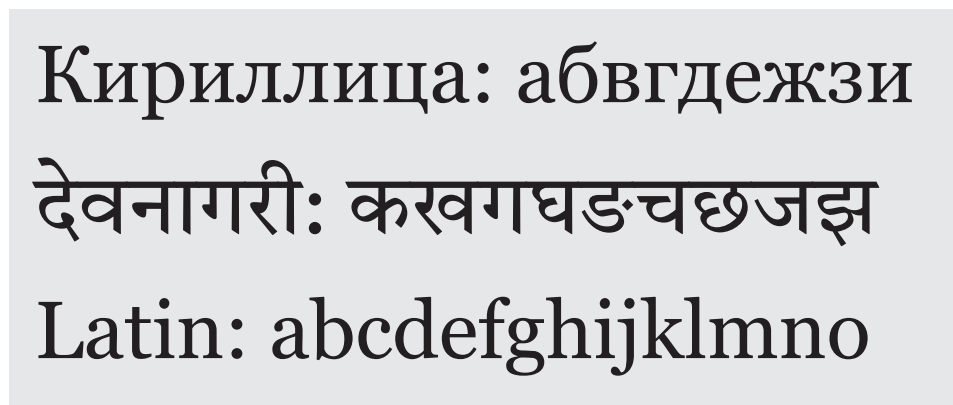 Кириллица: абвгдежзи
देवनागरी: कखगघङचछजझ
Latin: abcdefghijklmno